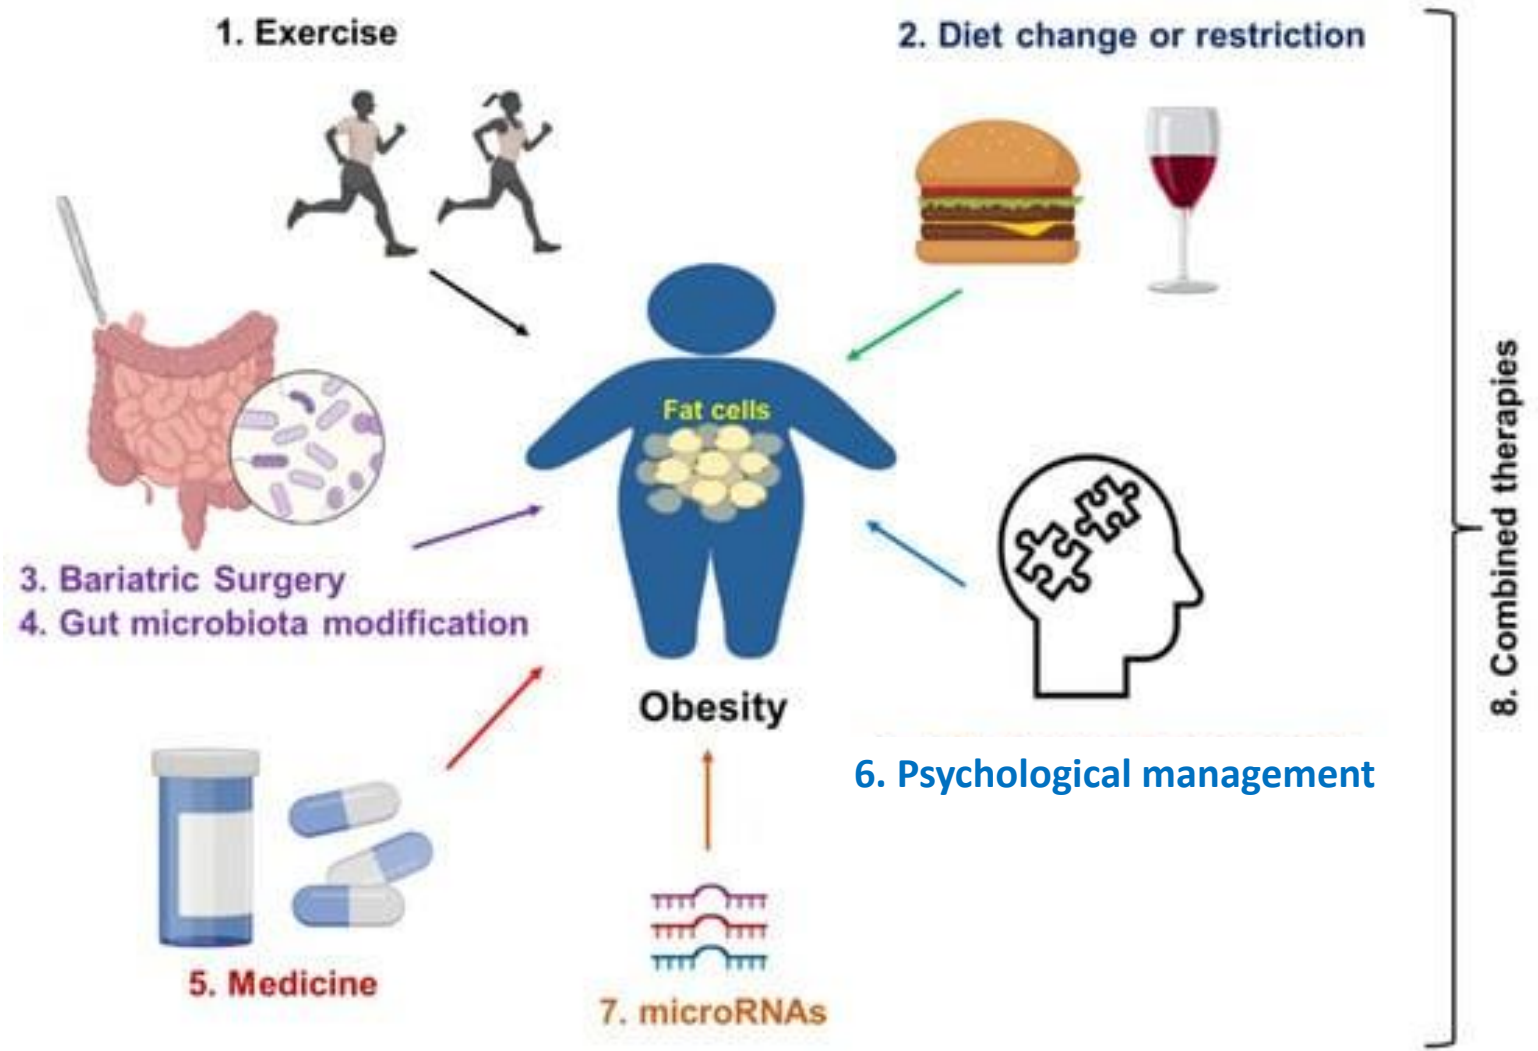 1. Exercise
2. Diet change or restriction
Fat cells
3. Bariatric Surgery
4. Gut microbiota modification
Obesity
6. Psychological management
5. Medicine
7. microRNAs
8. Combined therapies